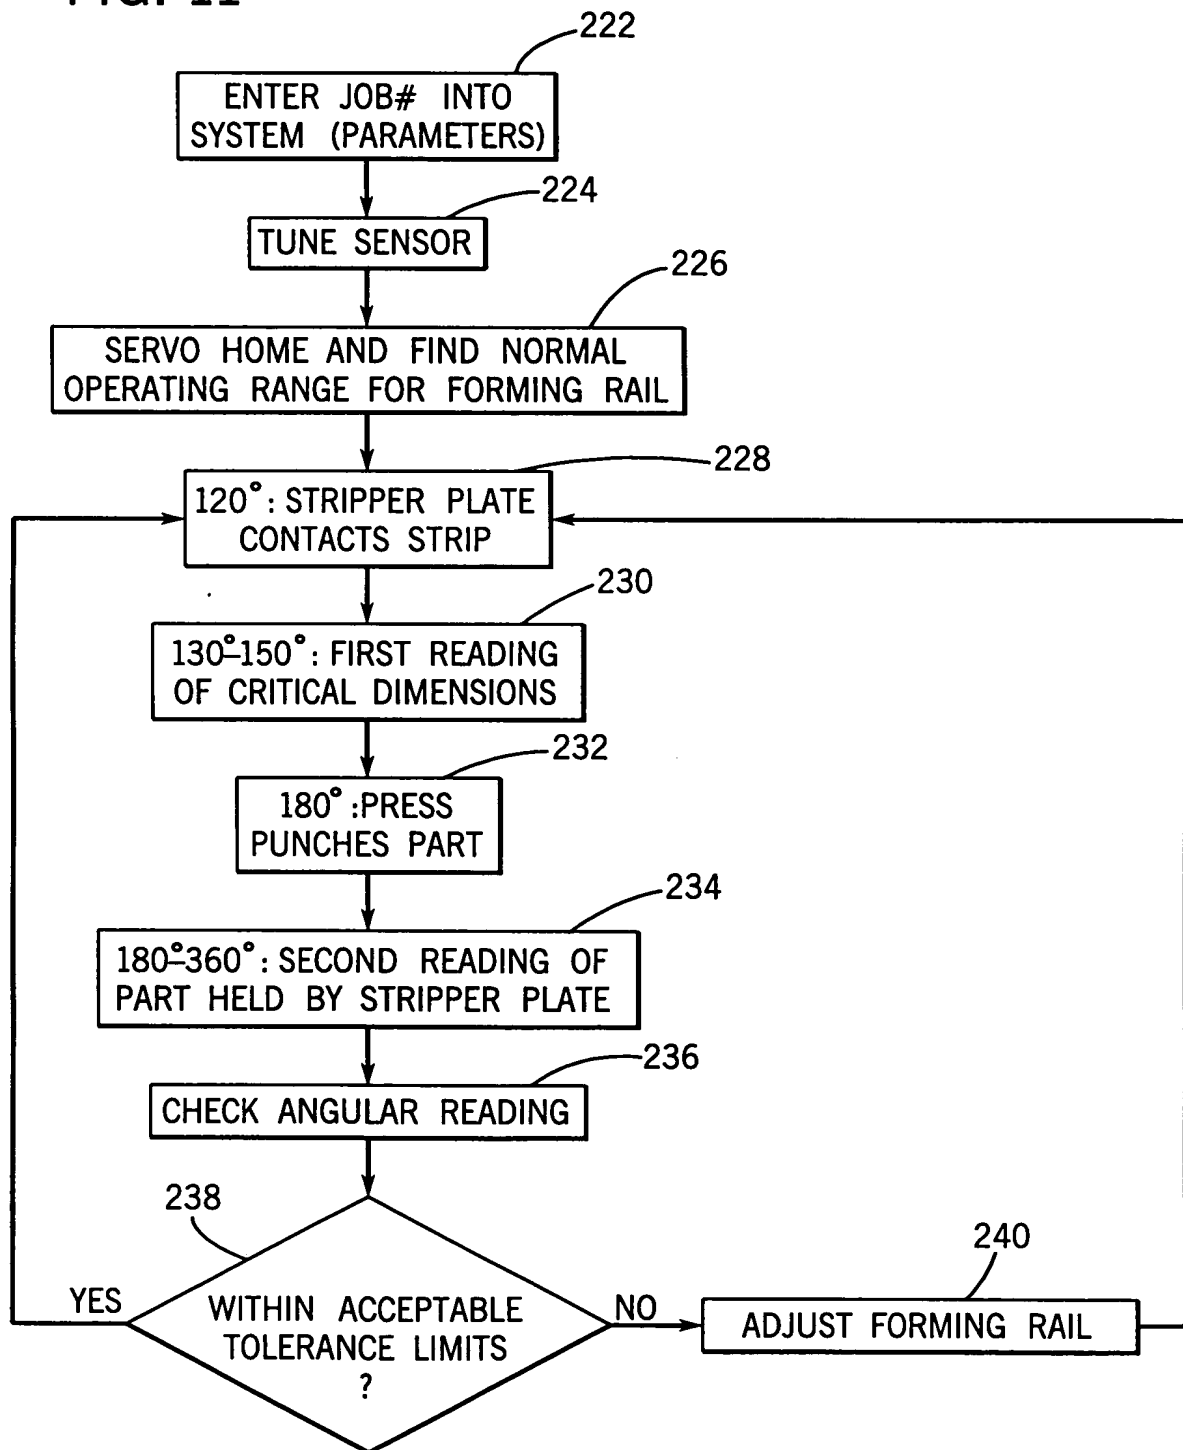 FIG. 11
222
ENTER JOB# INTO
SYSTEM (PARAMETERS)
224
TUNE SENSOR
226
SERVO HOME AND FIND NORMAL
OPERATING RANGE FOR FORMING RAIL
228
120°: STRIPPER PLATE
CONTACTS STRIP
230
130°-150°: FIRST READING
OF CRITICAL DIMENSIONS
232
180°:PRESS
PUNCHES PART
234
180°-360°: SECOND READING OF
PART HELD BY STRIPPER PLATE
236
CHECK ANGULAR READING
238
YES
WITHIN ACCEPTABLE
TOLERANCE LIMITS
?
NO
240
ADJUST FORMING RAIL